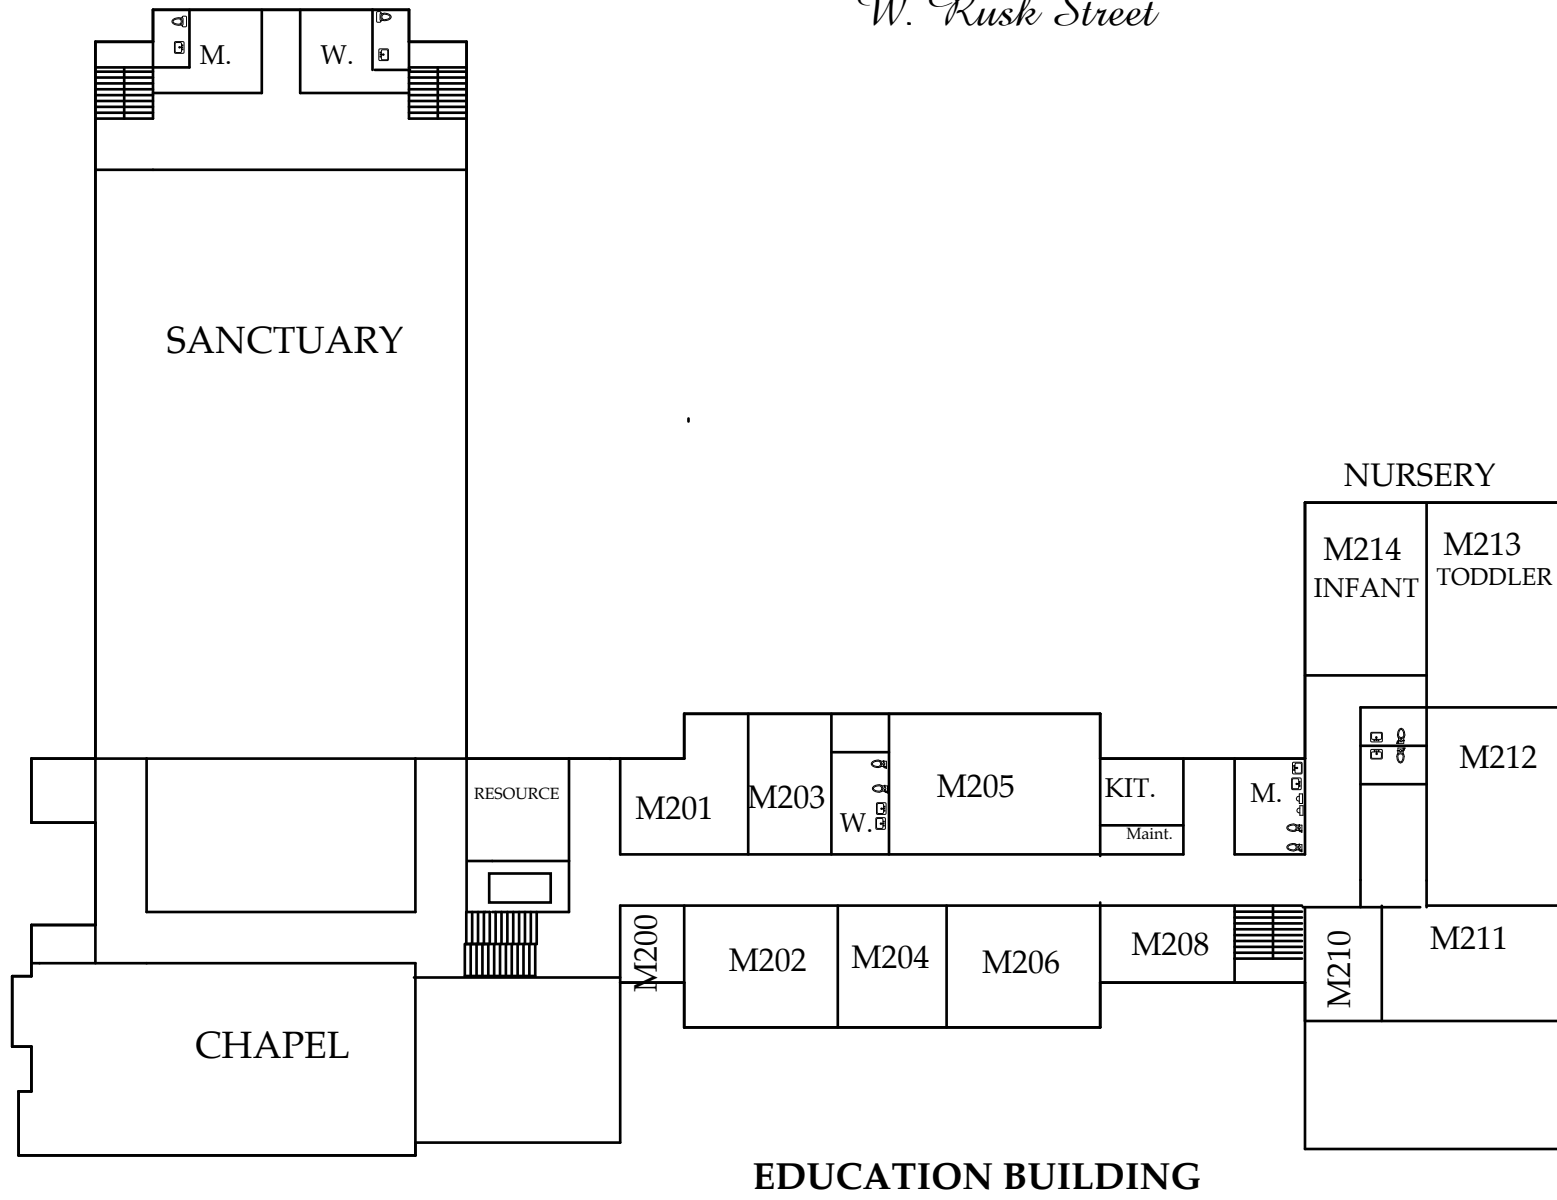 W. Rusk Street
M.
W.
SANCTUARY
NURSERY
M214
INFANT
M213
TODDLER
M212
RESOURCE
M201
M203
W.
M205
KIT.
Maint.
M.
M200
M202
M204
M206
M208
M210
M211
CHAPEL
EDUCATION BUILDING